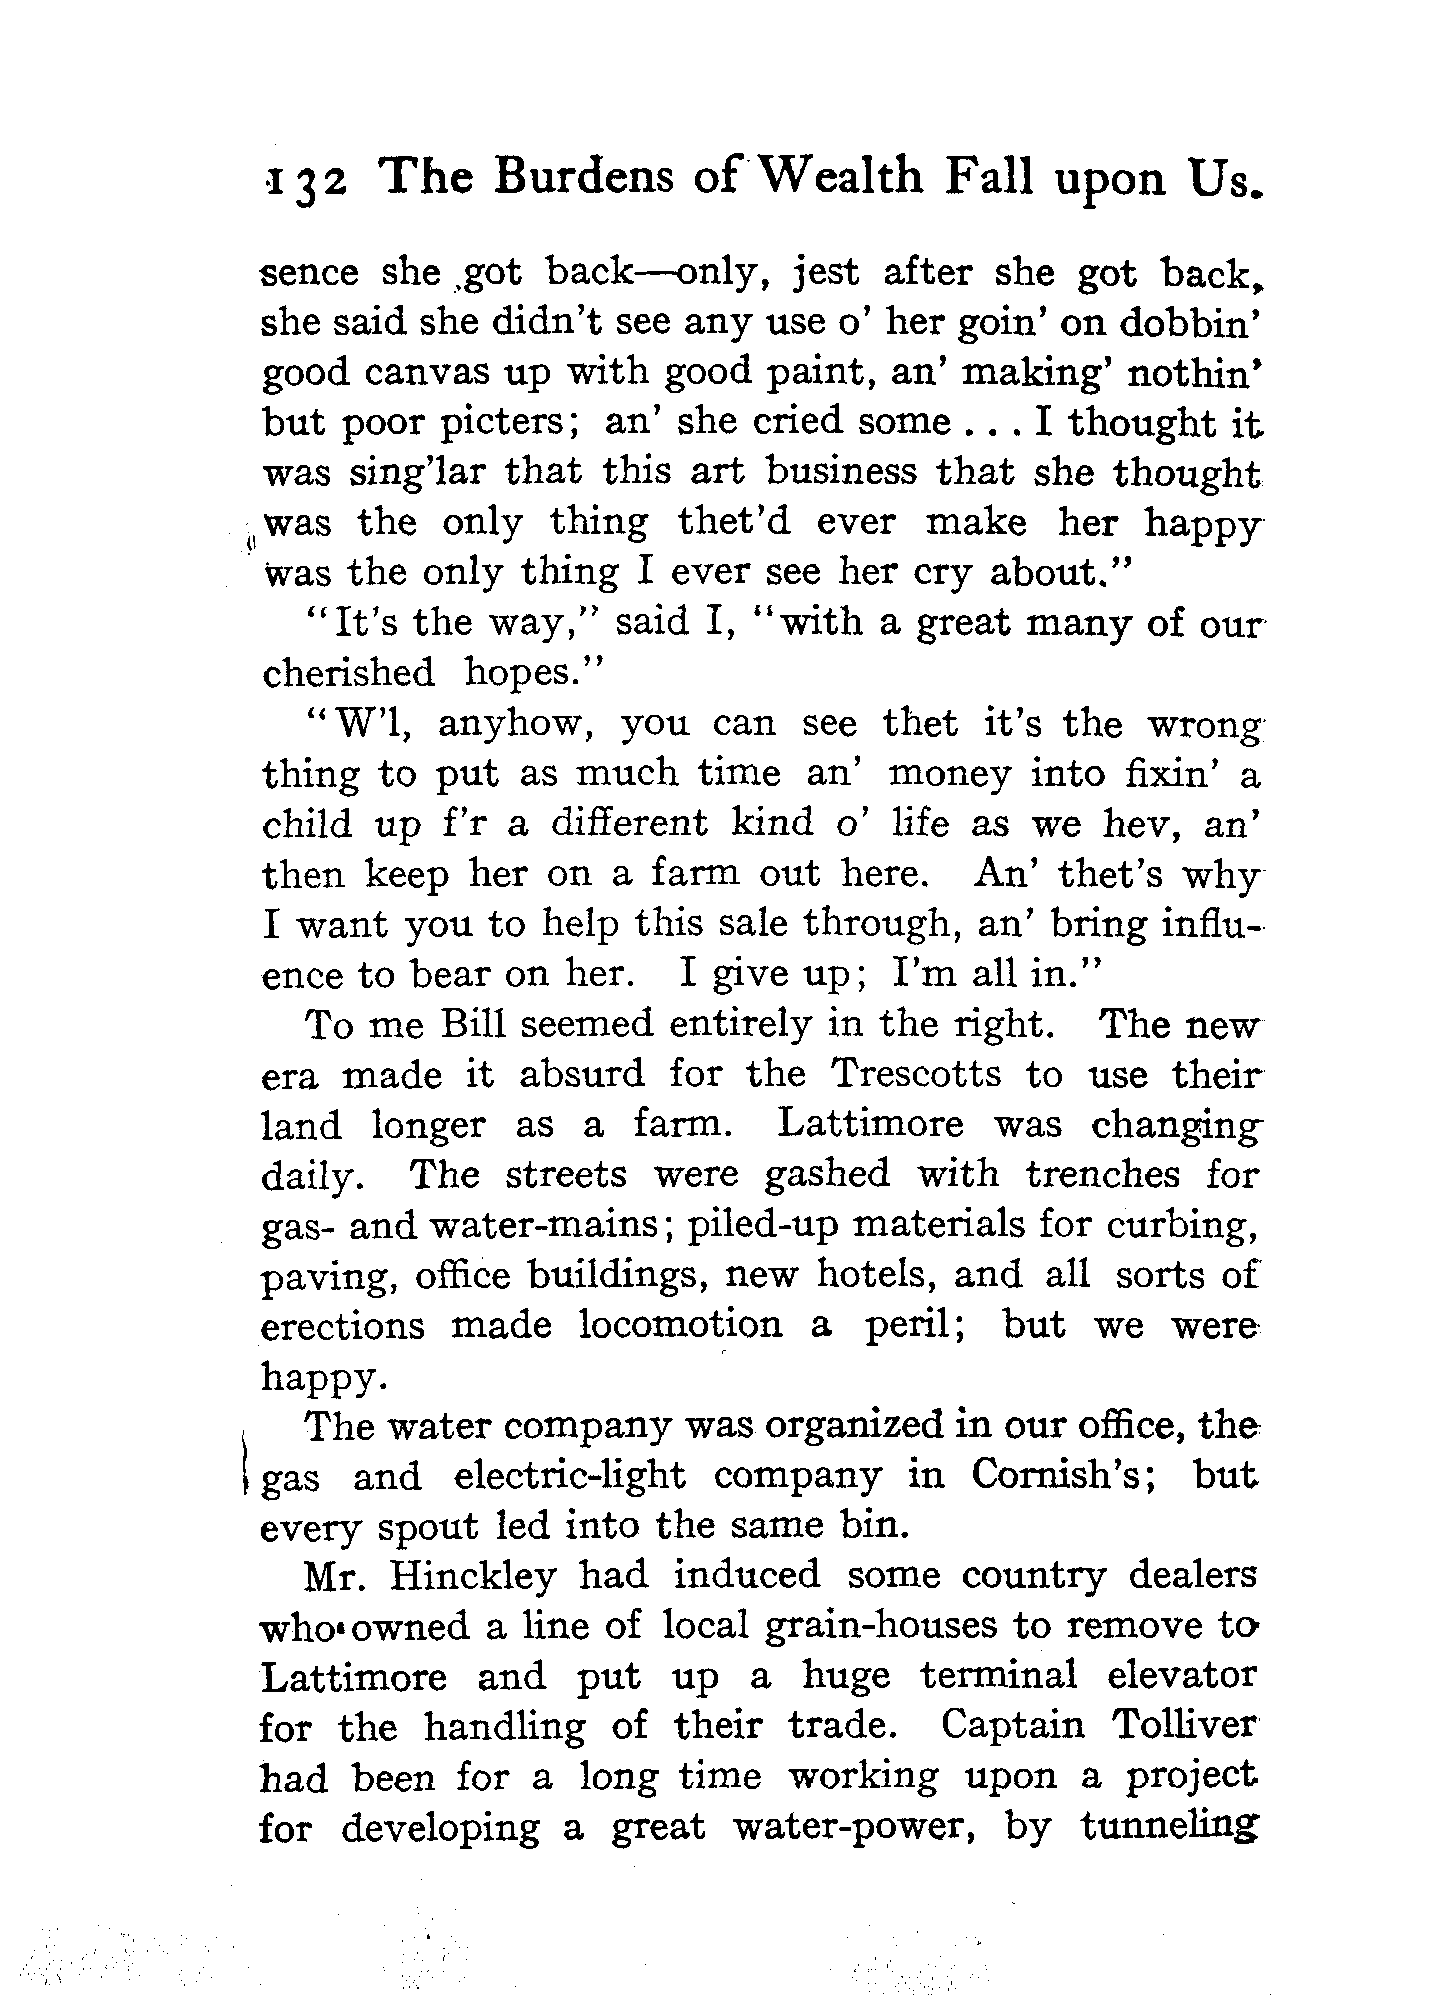 132 The Burdens of Wealth Fall upon Us.
sence she got back—only, jest after she got back,
she said she didn't see any use o' her goin' on dobbin'
good canvas up with good paint, an' making' nothin'
but poor picters; an' she cried some . . . I thought it
was sing'lar that this art business that she thought
was the only thing thet'd ever make her happy
was the only thing I ever see her cry about."
"It's the way," said I, "with a great many of our
cherished hopes."
"W'l, anyhow, you can see thet it's the wrong
thing to put as much time an' money into fixin' a
child up f'r a different kind o' life as we hev, an'
then keep her on a farm out here. An' thet's why
I want you to help this sale through, an' bring influ-
ence to bear on her. I give up; I'm all in."
To me Bill seemed entirely in the right. The new
era made it absurd for the Trescotts to use their
land longer as a farm. Lattimore was changing
daily. The streets were gashed with trenches for
gas- and water-mains; piled-up materials for curbing,
paving, office buildings, new hotels, and all sorts of
erections made locomotion a peril; but we were
happy.
The water company was organized in our office, the
gas and electric-light company in Cornish's; but
every spout led into the same bin.
Mr. Hinckley had induced some country dealers
who owned a line of local grain-houses to remove to
Lattimore and put up a huge terminal elevator
for the handling of their trade. Captain Tolliver
had been for a long time working upon a project
for developing a great water-power, by tunneling